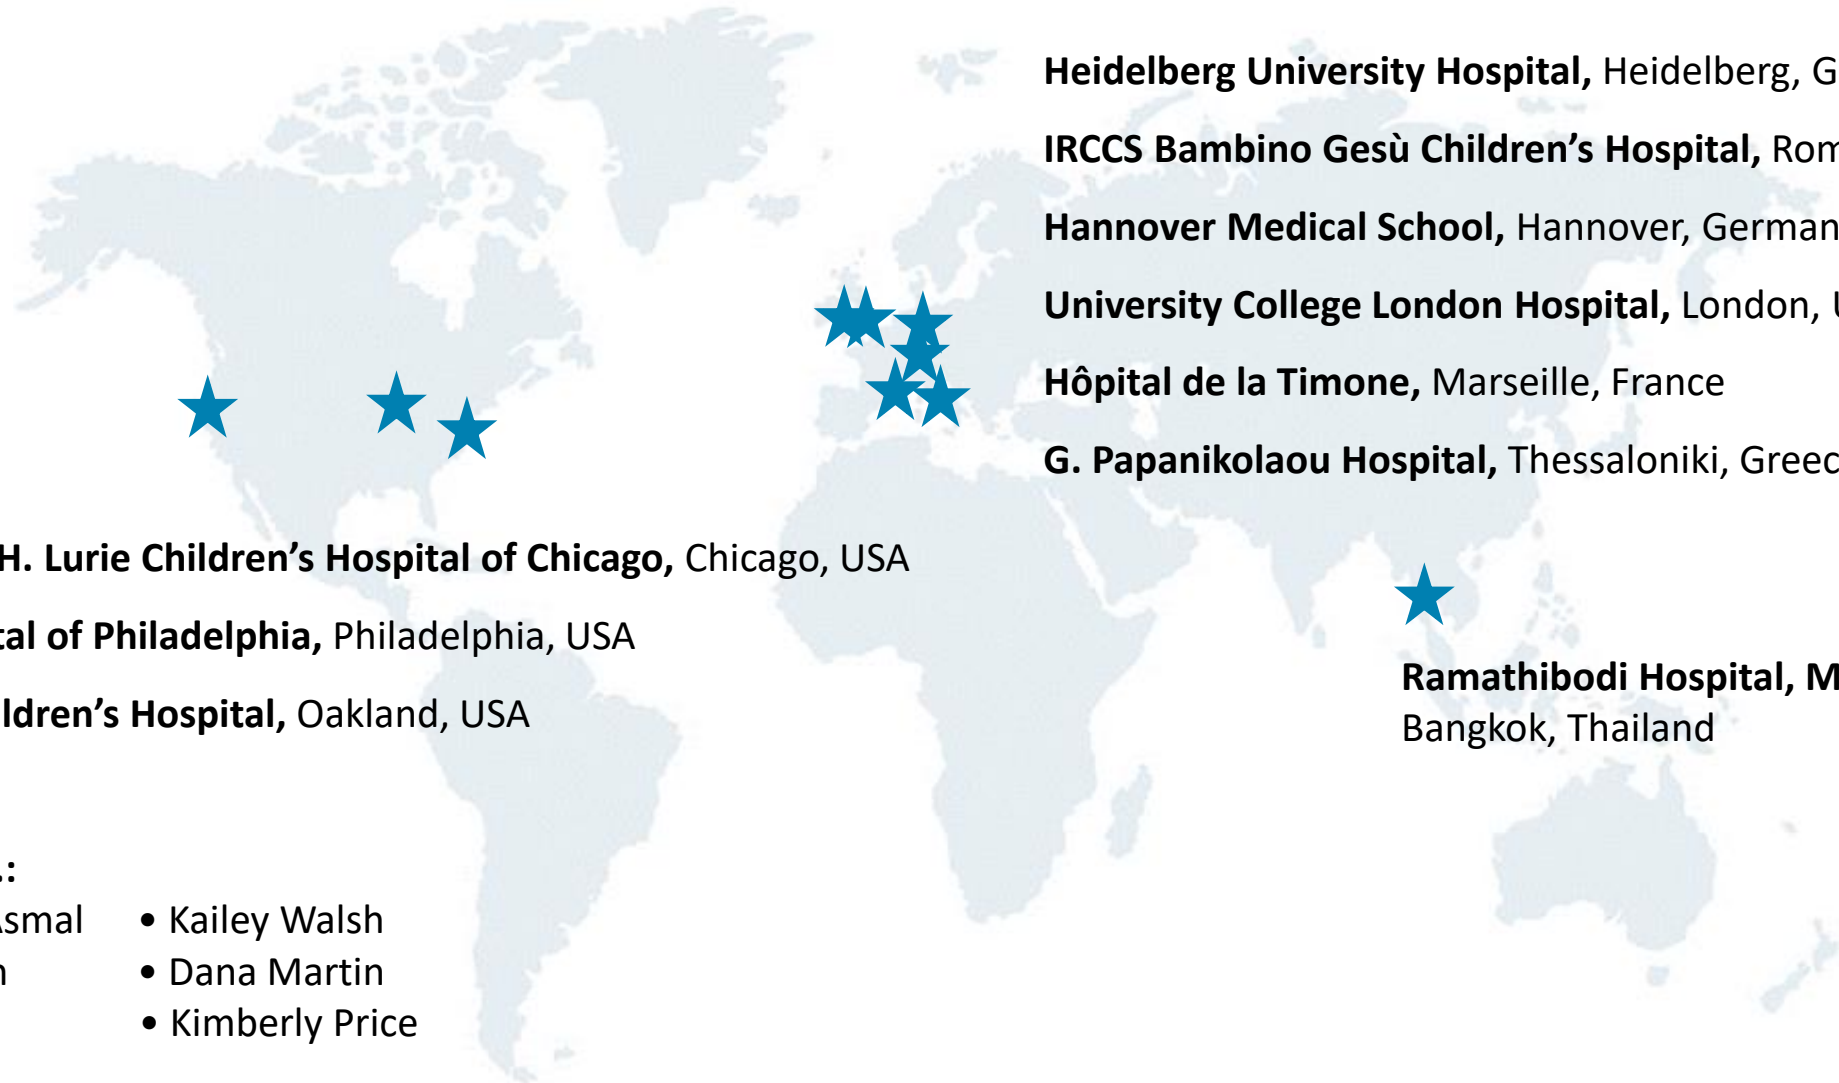 Heidelberg University Hospital, Heidelberg, G
IRCCS Bambino Gesù Children’s Hospital, Rom
Hannover Medical School, Hannover, German
University College London Hospital, London, U
Hôpital de la Timone, Marseille, France
G. Papanikolaou Hospital, Thessaloniki, Greec
H. Lurie Children’s Hospital of Chicago, Chicago, USA
tal of Philadelphia, Philadelphia, USA
ldren’s Hospital, Oakland, USA
Ramathibodi Hospital, M
Bangkok, Thailand
.:
Asmal • Kailey Walsh
n • Dana Martin
• Kimberly Price